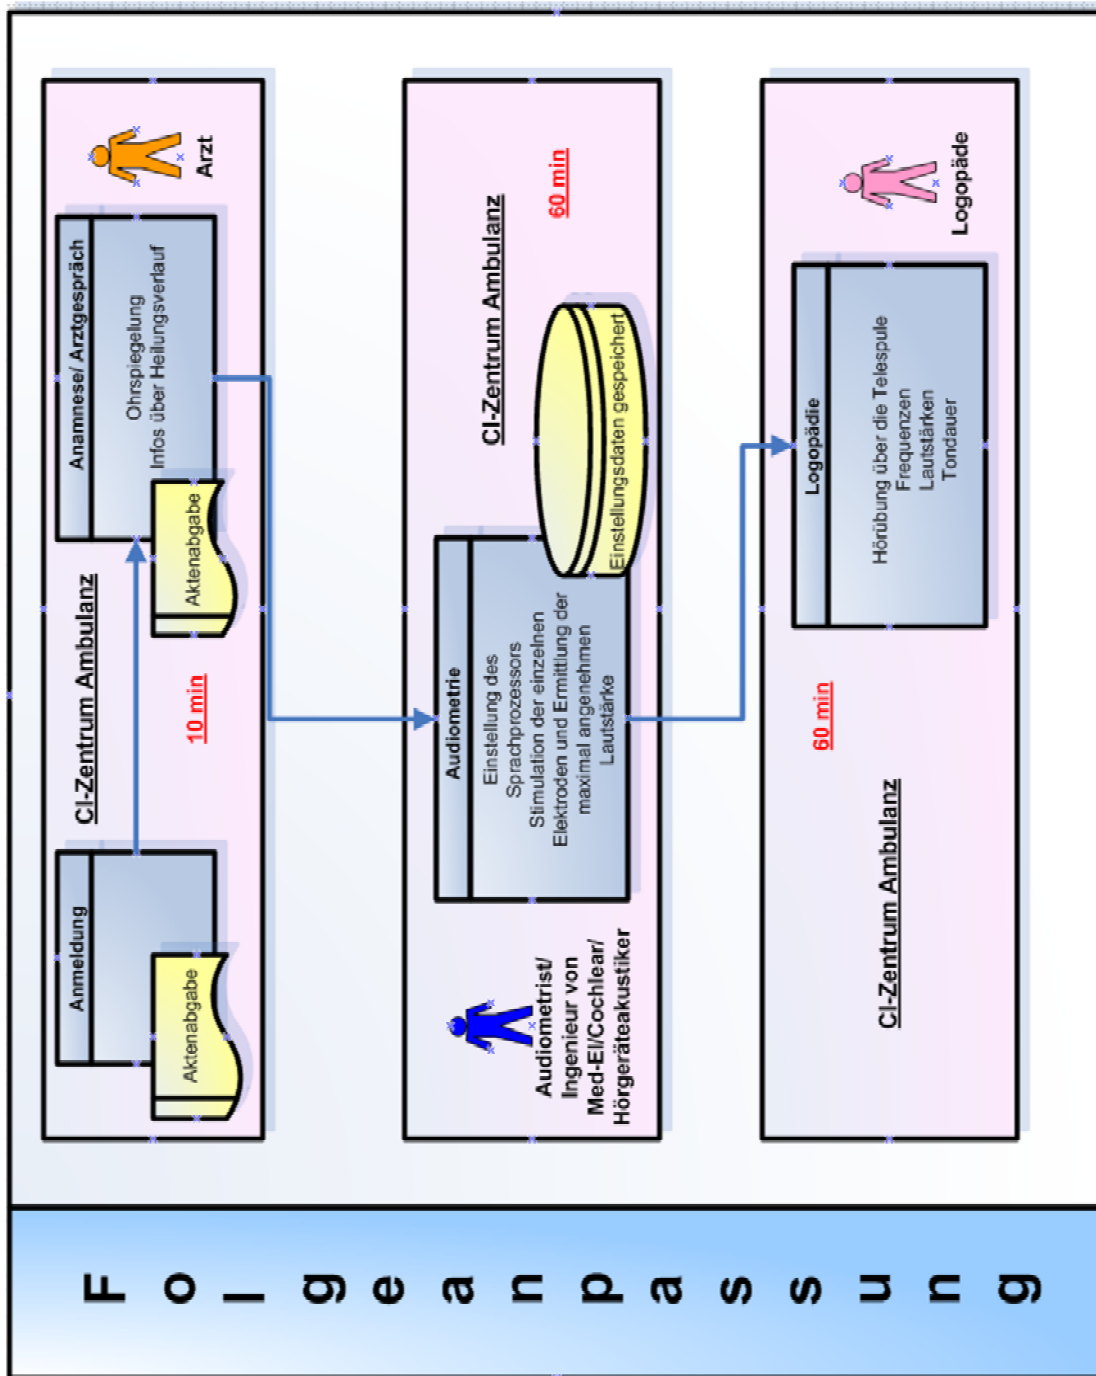 Folgeanpassung
Anmeldung
Aktenabgabe
CI-Zentrum Ambulanz
10 min
Anamnese/ Arztgespräch
Ohrspiegelung
Infos über Heilungsverlauf
Aktenabgabe
Arzt
Audiometrist/
Ingenieur von
Med-El/Cochlear/
Hörgeräteakustiker
Audiometrie
Einstellung des
Sprachprozessors
Stimulation der einzelnen
Elektroden und Ermittlung der
maximal angenehmen
Lautstärke
Einstellungsdaten gespeichert
CI-Zentrum Ambulanz
60 min
CI-Zentrum Ambulanz
60 min
Logopädie
Hörübung über die Telespule
Frequenzen
Lautstärken
Tondauer
Logopäde